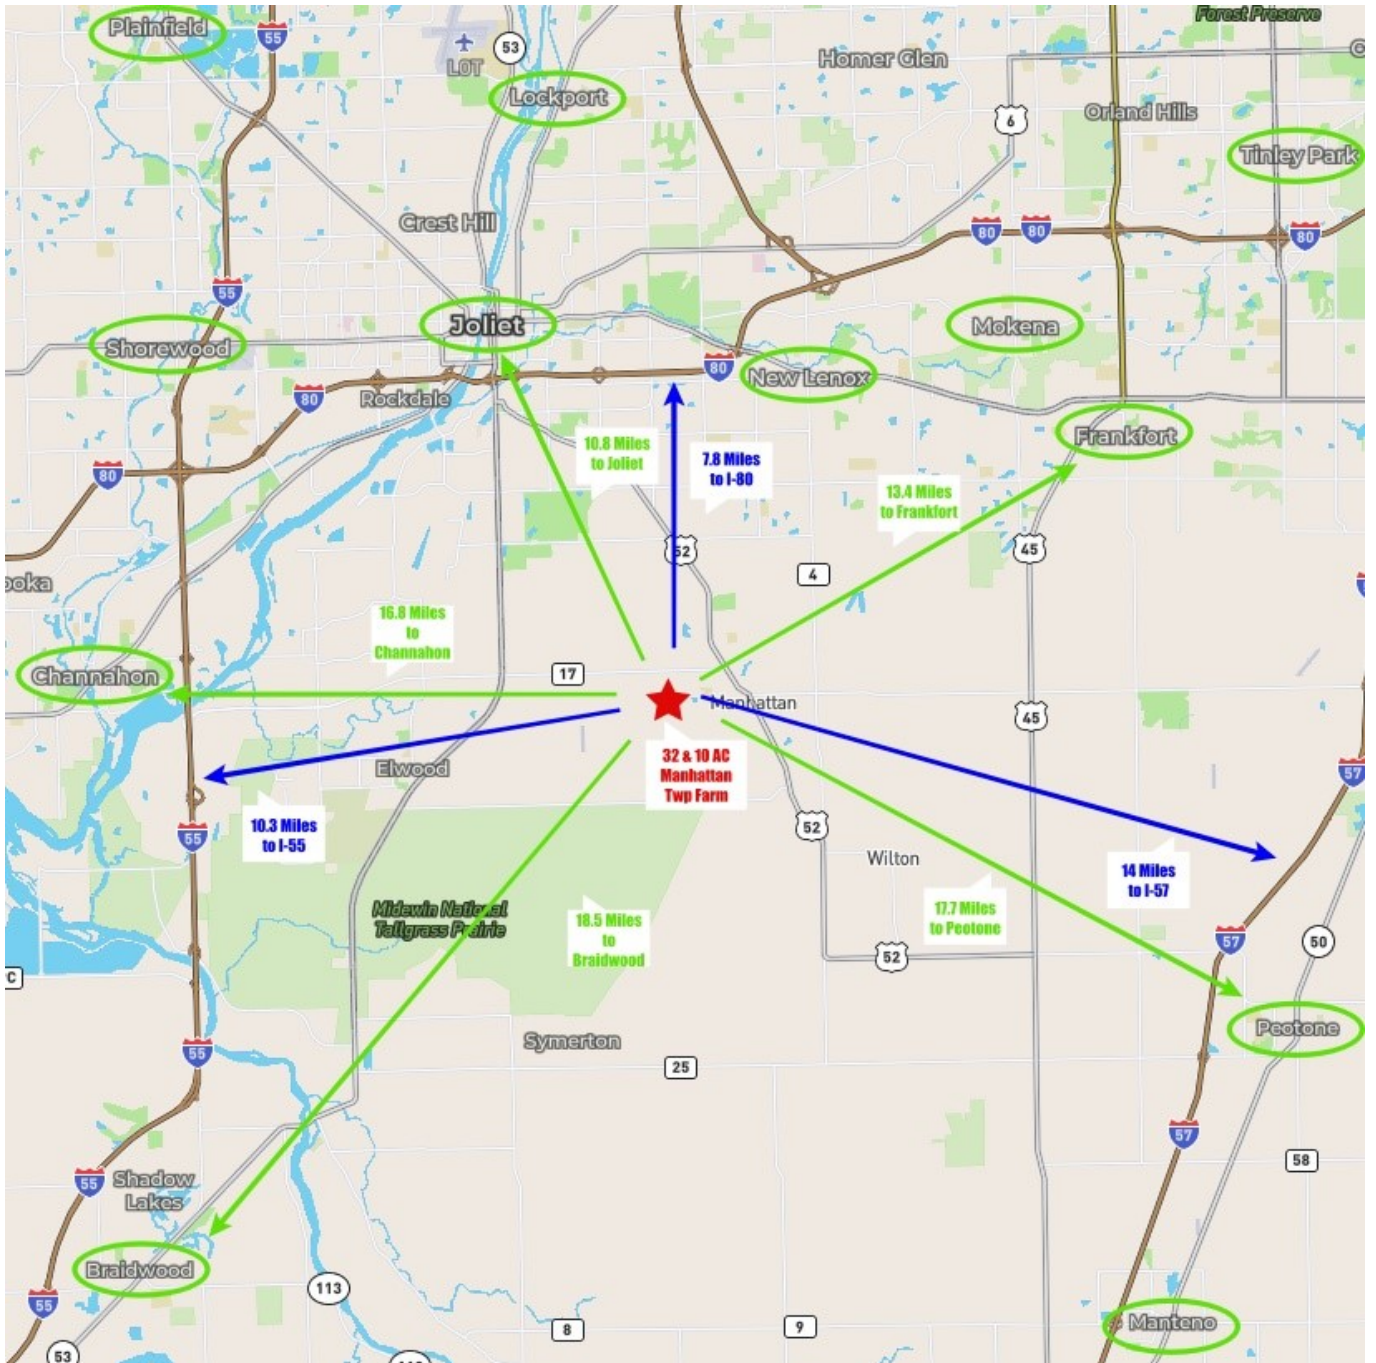 Forest Preserve
Plainfield
55
53
LOT
Homer Glen
Lockport
6
Orland Hills
Tinley Park
Crest Hill
80
80
80
55
Joliet
Mokena
Shorewood
80
New Lenox
80
Rockdale
Frankfort
10.8 Miles
to Joliet
7.8 Miles
to I-80
80
13.4 Miles
to Frankfort
52
45
4
ooka
16.8 Miles
to
Channahon
Channahon
17
Manhattan
45
32 & 10 AC
Manhattan
Twp Farm
Elwood
57
10.3 Miles
to I-55
55
52
Wilton
14 Miles
to I-57
Midewin National
Tallgrass Prairie
18.5 Miles
to
Braidwood
17.7 Miles
to Peotone
57
50
52
C
Peotone
Symerton
55
25
57
58
55
Shadow
Lakes
Braidwood
113
55
8
9
Manteno
53